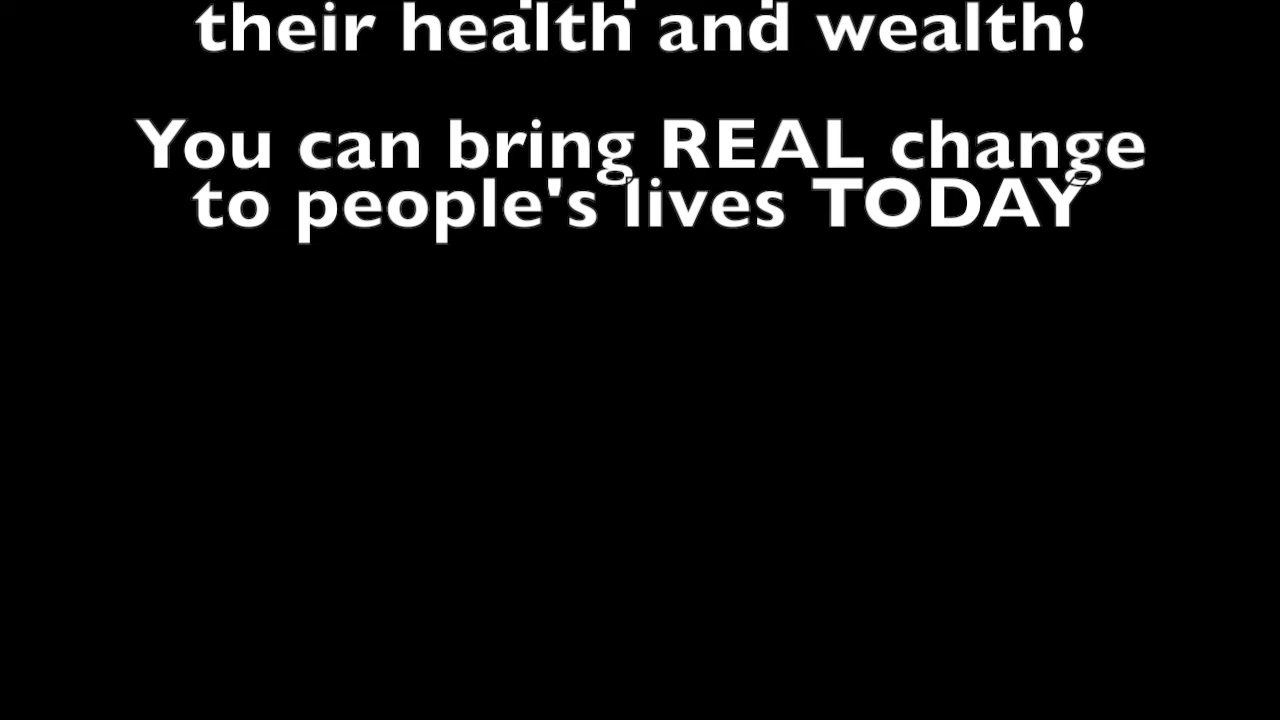 their health and wealth!
You can bring REAL change
to people's lives TODAY